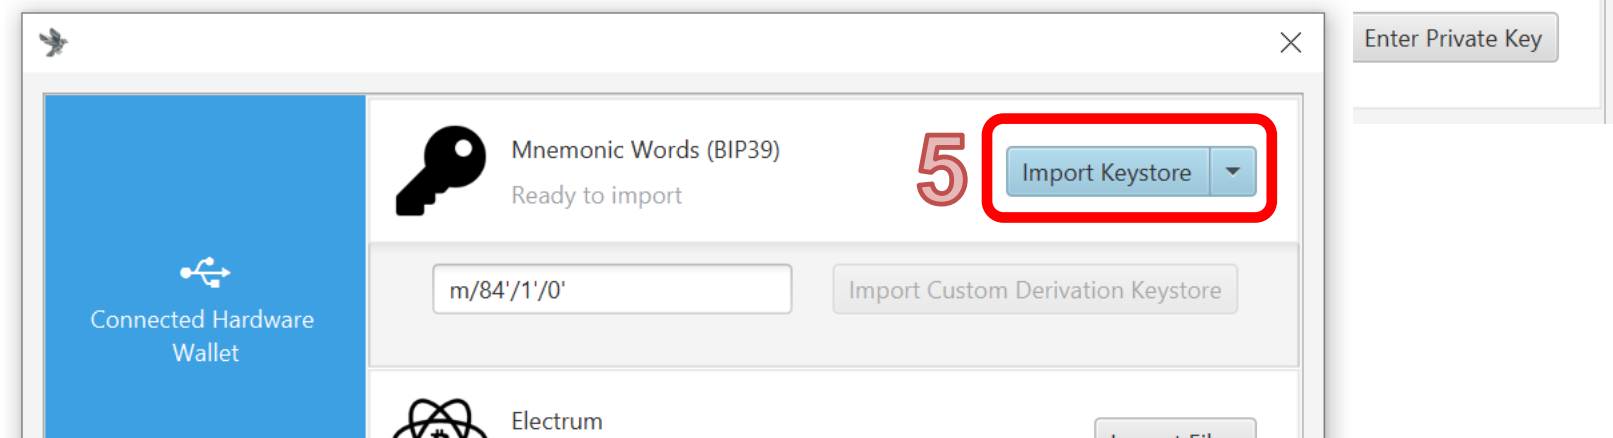 Enter Private Key
Mnemonic Words (BIP39)
Ready to import
5
Import Keystore
m/84'/1'/0'
Import Custom Derivation Keystore
Connected Hardware
Wallet
Electrum